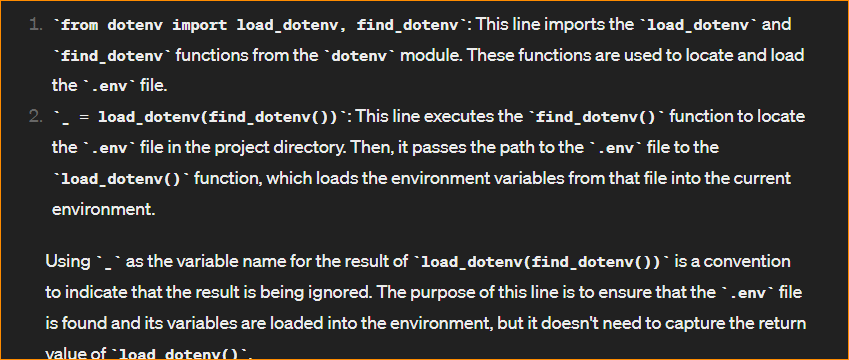 1. `from dotenv import load_dotenv, find_dotenv`: This line imports the `load_dotenv` and
`find_dotenv` functions from the `dotenv` module. These functions are used to locate and load
the `.env` file.
2. `_ = load_dotenv(find_dotenv())`: This line executes the `find_dotenv()` function to locate
the `.env` file in the project directory. Then, it passes the path to the `.env` file to the
`load_dotenv()` function, which loads the environment variables from that file into the current
environment.
Using `_` as the variable name for the result of `load_dotenv(find_dotenv())` is a convention
to indicate that the result is being ignored. The purpose of this line is to ensure that the `.env` file
is found and its variables are loaded into the environment, but it doesn't need to capture the return
value of `load_dotenv()`.